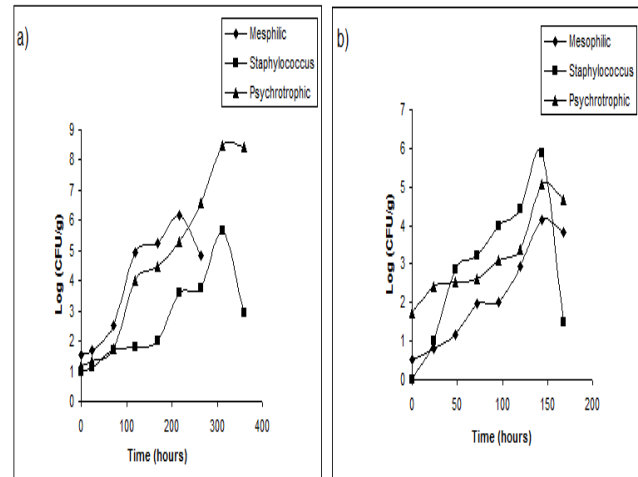 a)
Mesphilic
Staphylococcus
Psychrotrophic
9
8
7
6
5
4
3
2
1
0
Log (CFU/g)
0 100 200 300 400
Time (hours)
b)
Mesophilic
Staphylococcus
Psychrotrophic
7
6
5
4
3
2
1
0
Log (CFU/g)
0 50 100 150 200
Time (hours)